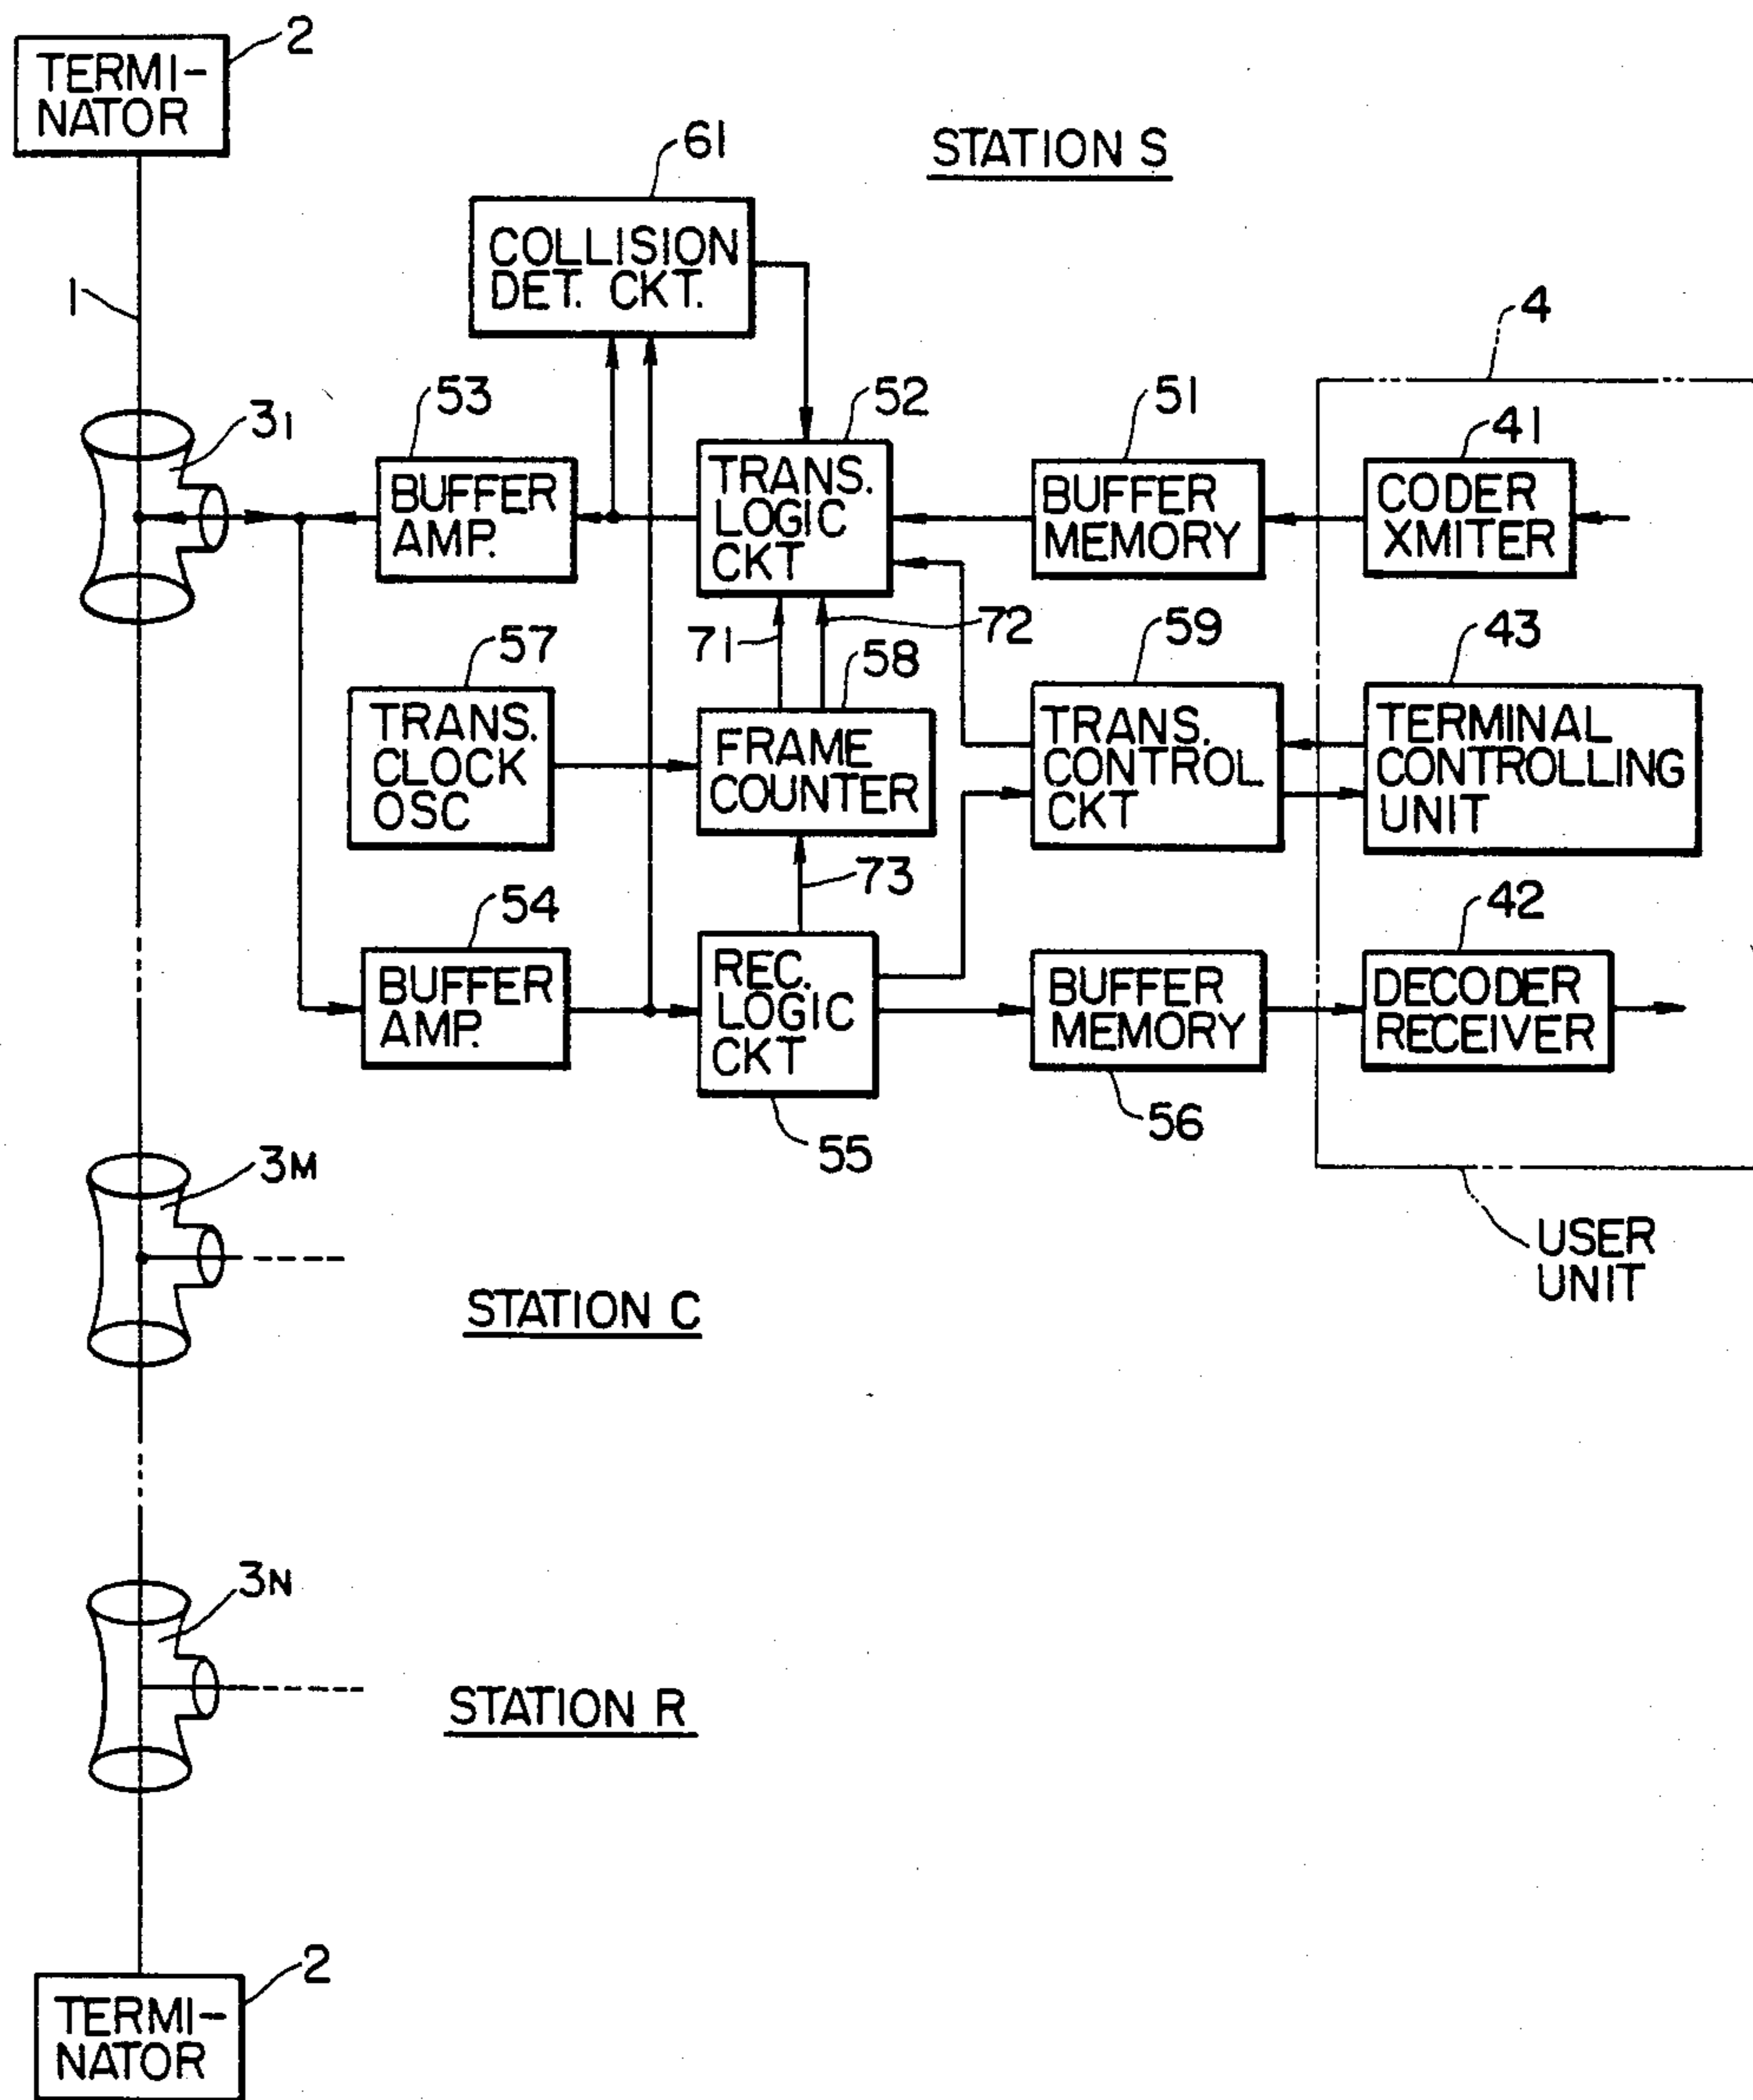 2
TERMI-
NATOR
61
STATION S
COLLISION
DET. CKT.
1
4
53
52
51
41
31
BUFFER
AMP.
TRANS.
LOGIC
CKT
BUFFER
MEMORY
CODER
XMITER
71
72
57
58
59
43
TRANS.
CLOCK
OSC
FRAME
COUNTER
TRANS.
CONTROL
CKT
TERMINAL
CONTROLLING
UNIT
73
54
42
BUFFER
AMP.
REC.
LOGIC
CKT
BUFFER
MEMORY
DECODER
RECEIVER
55
56
3M
USER
UNIT
STATION C
3N
STATION R
2
TERMI-
NATOR